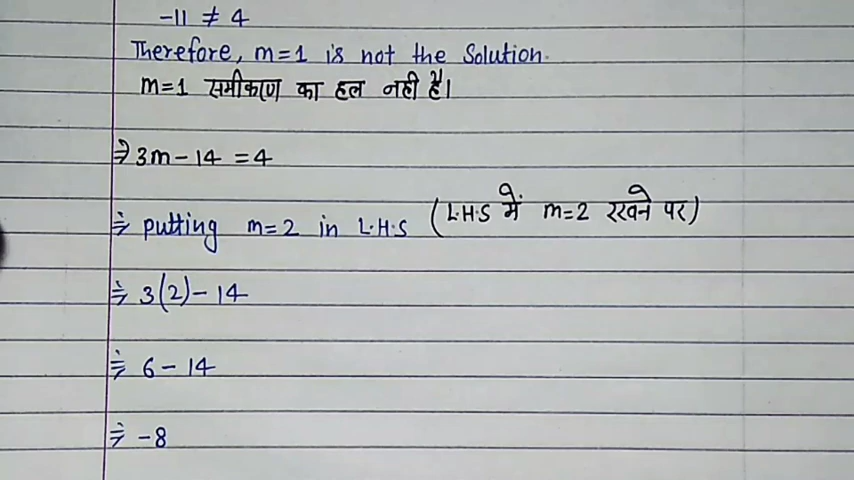 -11 ≠ 4
Therefore, m=1 is not the Solution.
m=1 समीकरण का हल नही है।
⇒ 3m-14 =4
⇒ putting m=2 in L.H.S (L.H.S में m=2 रखने पर)
⇒ 3(2)-14
⇒ 6-14
⇒ -8